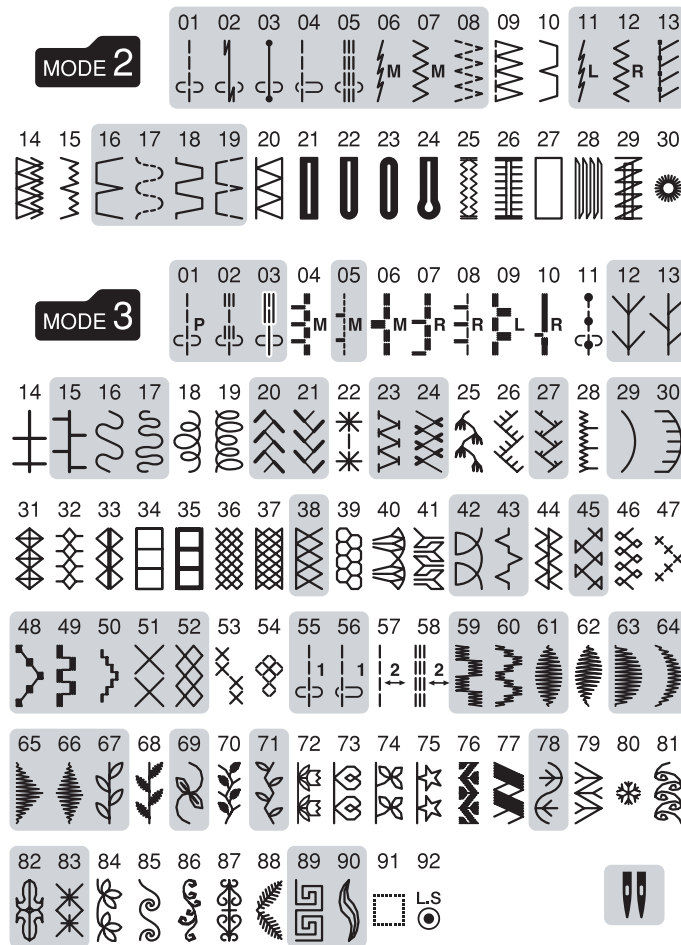 01 02 03 04 05 06 07 08 09 10 11 12 13
MODE 2
M M L R
14 15 16 17 18 19 20 21 22 23 24 25 26 27 28 29 30
01 02 03 04 05 06 07 08 09 10 11 12 13
MODE 3
P M M M R R L R
14 15 16 17 18 19 20 21 22 23 24 25 26 27 28 29 30
31 32 33 34 35 36 37 38 39 40 41 42 43 44 45 46 47
48 49 50 51 52 53 54 55 56 57 58 59 60 61 62 63 64
1 1 2 2
65 66 67 68 69 70 71 72 73 74 75 76 77 78 79 80 81
82 83 84 85 86 87 88 89 90 91 92
L.S